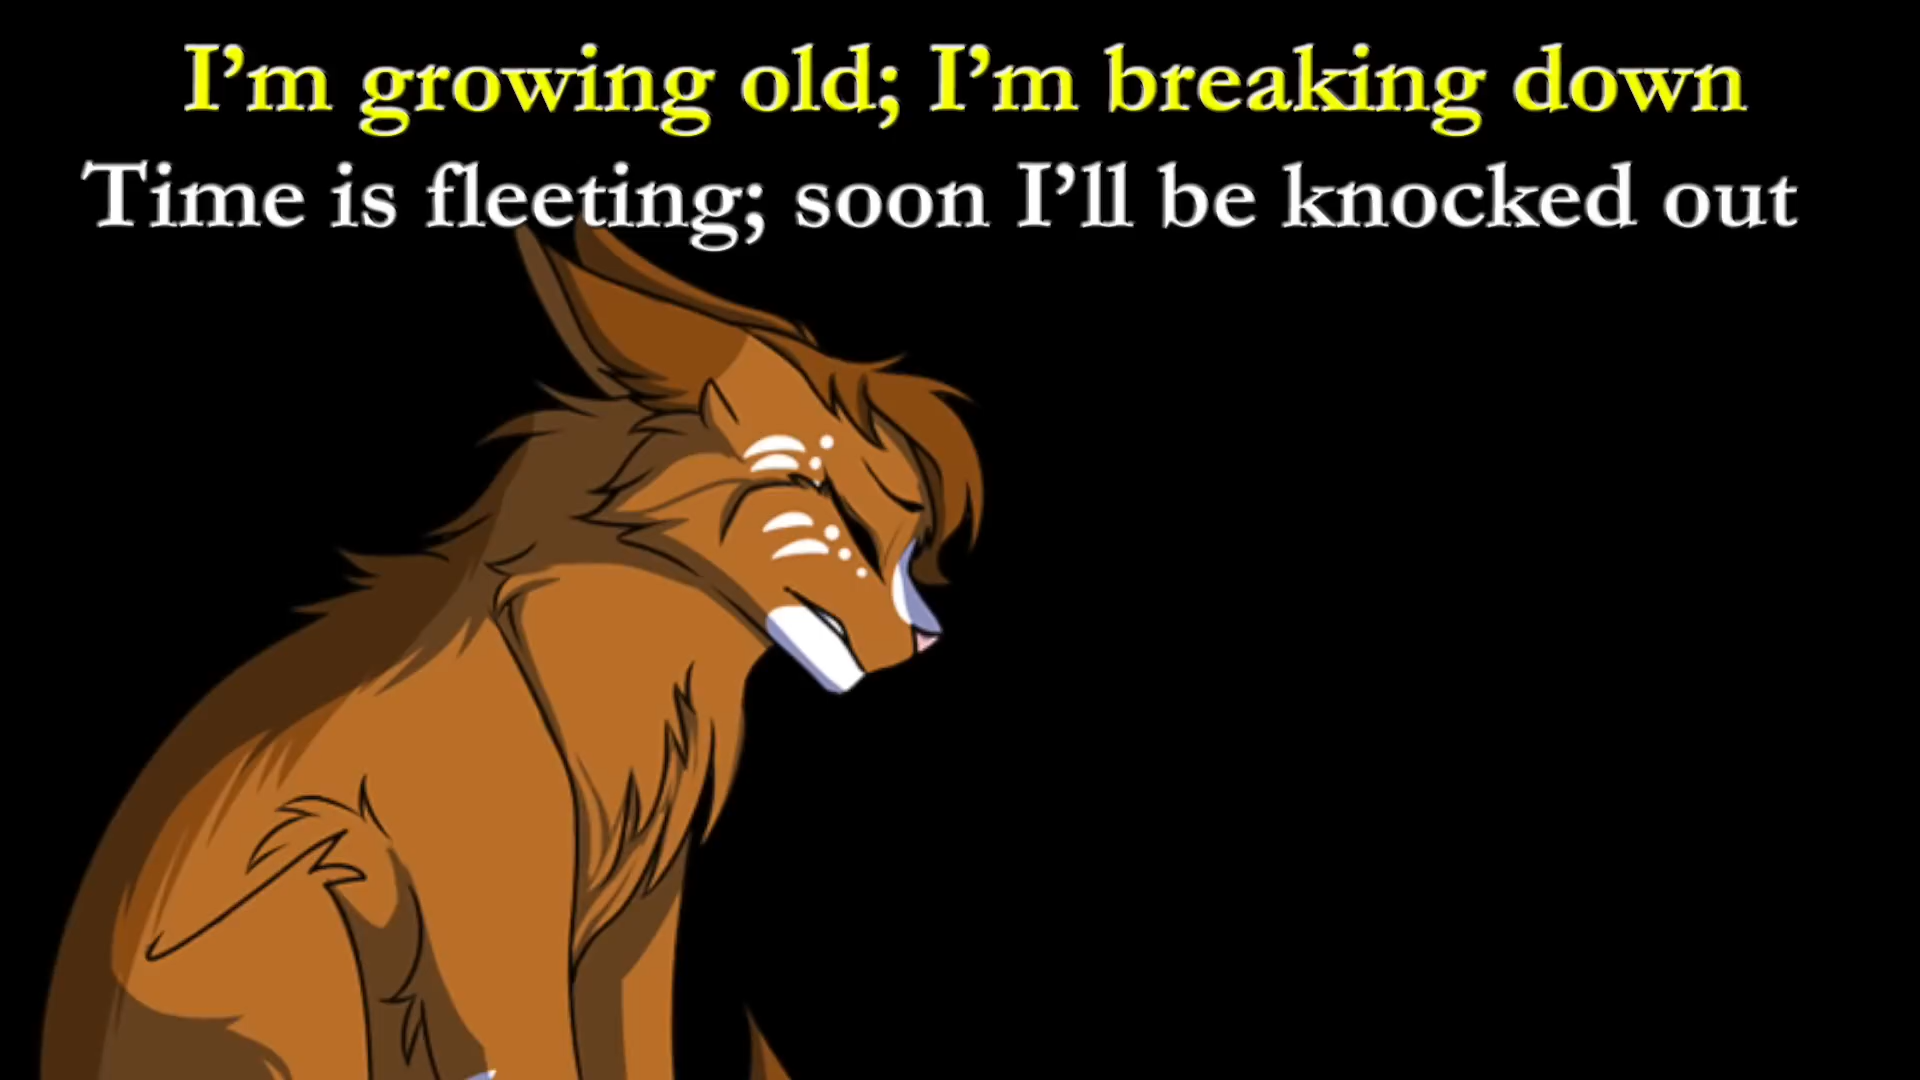 I’m growing old; I’m breaking down
Time is fleeting; soon I’ll be knocked out